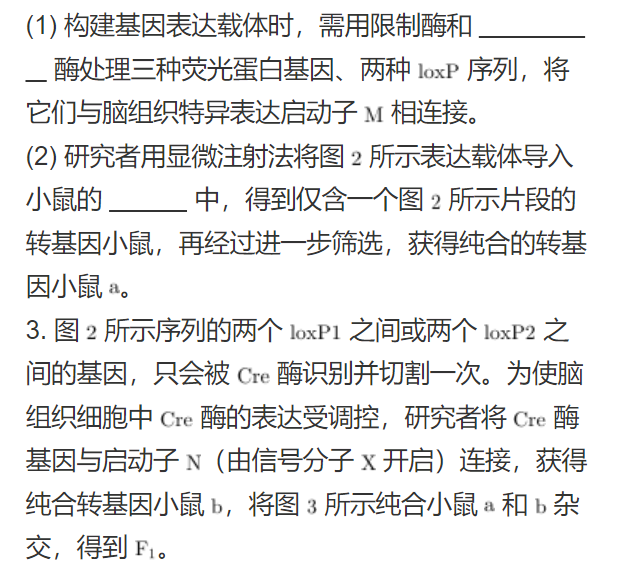 (1) 构建基因表达载体时，需用限制酶和 ________
__ 酶处理三种荧光蛋白基因、两种 loxP 序列，将
它们与脑组织特异表达启动子 M 相连接。
(2) 研究者用显微注射法将图 2 所示表达载体导入
小鼠的 ______ 中，得到仅含一个图 2 所示片段的
转基因小鼠，再经过进一步筛选，获得纯合的转基
因小鼠 a。
3. 图 2 所示序列的两个 loxP1 之间或两个 loxP2 之
间的基因，只会被 Cre 酶识别并切割一次。为使脑
组织细胞中 Cre 酶的表达受调控，研究者将 Cre 酶
基因与启动子 N（由信号分子 X 开启）连接，获得
纯合转基因小鼠 b，将图 3 所示纯合小鼠 a 和 b 杂
交，得到 F₁。